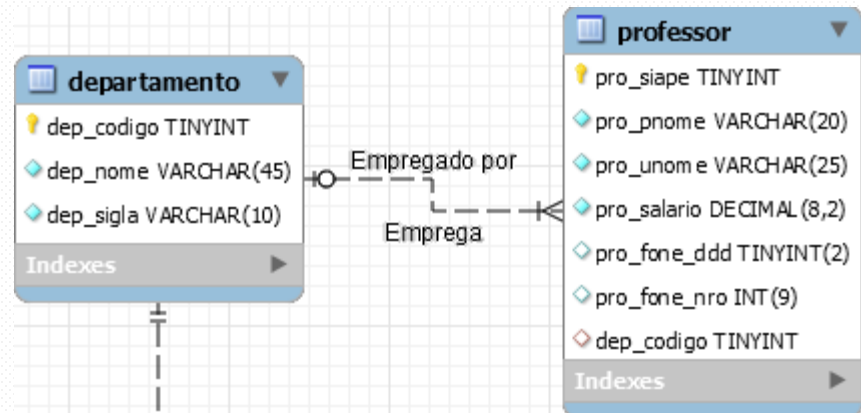 departamento
dep_codigo TINYINT
dep_nome VARCHAR(45)
dep_sigla VARCHAR(10)
Indexes
Empregado por
Emprega
professor
pro_siape TINYINT
pro_pnome VARCHAR(20)
pro_unome VARCHAR(25)
pro_salario DECIMAL(8,2)
pro_fone_ddd TINYINT(2)
pro_fone_nro INT(9)
dep_codigo TINYINT
Indexes